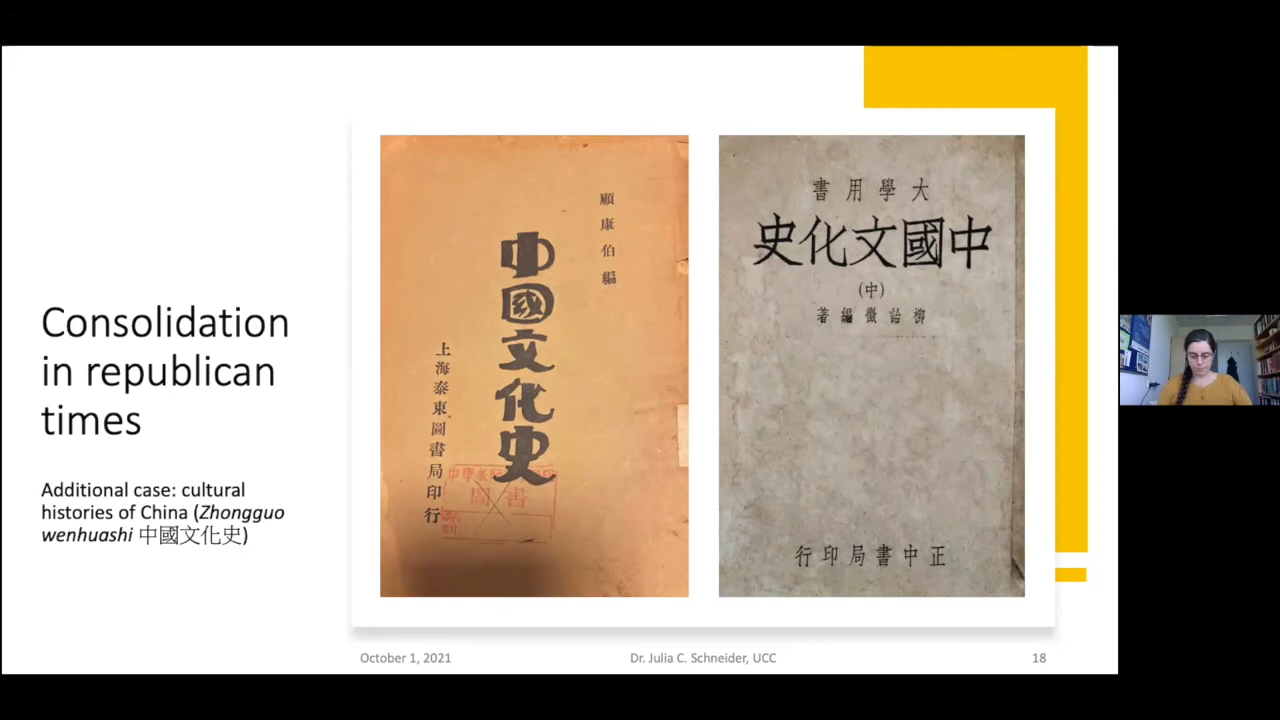 Consolidation
in republican
times
Additional case: cultural
histories of China (Zhongguo
wenhuashi 中國文化史)
顧康伯編
中國文化史
上海泰東圖書局印行
圖書
書用學大
史化文國中
(中)
著編徵詒柳
行印局書中正
October 1, 2021
Dr. Julia C. Schneider, UCC
18